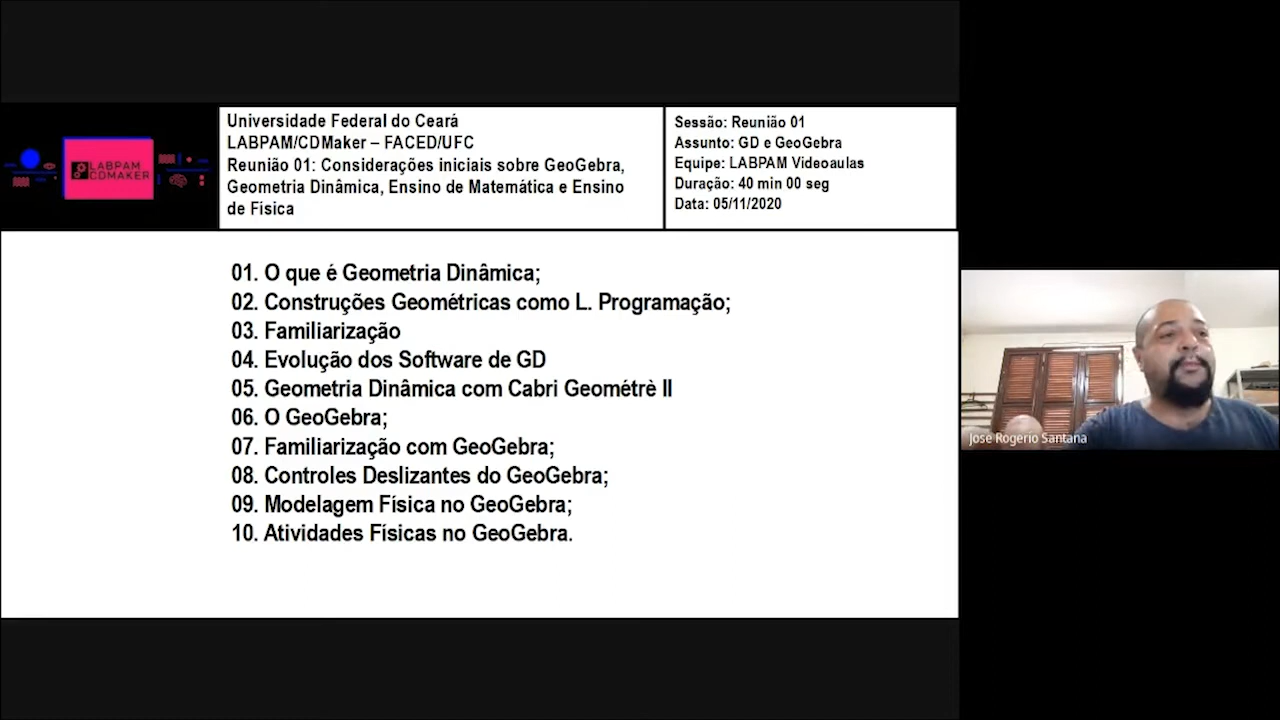 LABPAM
CDMAKER
Universidade Federal do Ceará
LABPAM/CDMaker – FACED/UFC
Reunião 01: Considerações iniciais sobre GeoGebra,
Geometria Dinâmica, Ensino de Matemática e Ensino
de Física
Sessão: Reunião 01
Assunto: GD e GeoGebra
Equipe: LABPAM Videoaulas
Duração: 40 min 00 seg
Data: 05/11/2020
01. O que é Geometria Dinâmica;
02. Construções Geométricas como L. Programação;
03. Familiarização
04. Evolução dos Software de GD
05. Geometria Dinâmica com Cabri Geométrè II
06. O GeoGebra;
07. Familiarização com GeoGebra;
08. Controles Deslizantes do GeoGebra;
09. Modelagem Física no GeoGebra;
10. Atividades Físicas no GeoGebra.
Jose Rogerio Santana